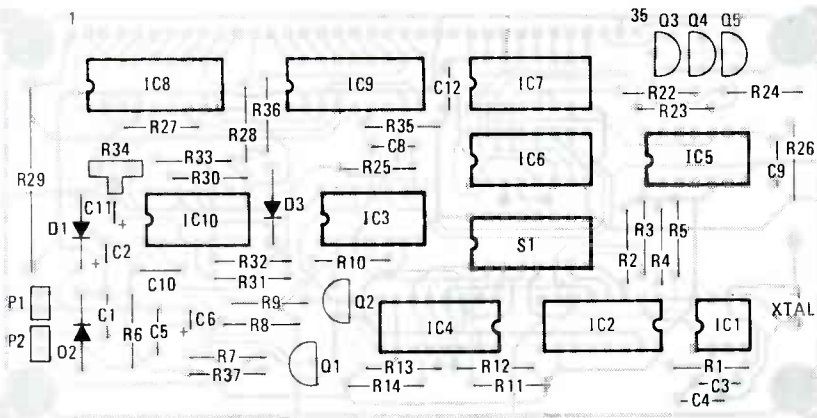 1 35 Q3 Q4 Q5
IC8 IC9 C12 IC7
R22 R24
R23
R27 R28 R36 R35
C8
R34 R33 R25 IC6 IC5 C9 R26
R29 R30
C11 IC10 D3 IC3
D1 R3 R5
C2 S1 R2 R4
R32 R10
R31
C10
P1 R9 Q2
C1 R6 C5 C6 R8 IC4 IC2 IC1 XTAL
P2 D2
R7 Q1 R13 R12 R1
R37 R14 R11 C3
C4